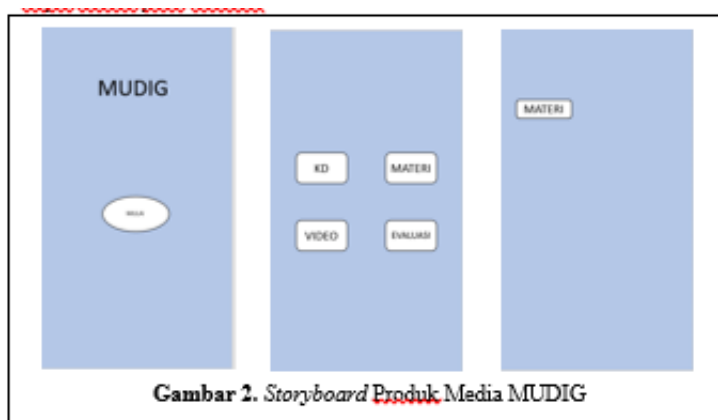 MUDIG
KD
MATERI
VIDEO
EVALUASI
MATERI
Gambar 2. Storyboard Produk Media MUDIG